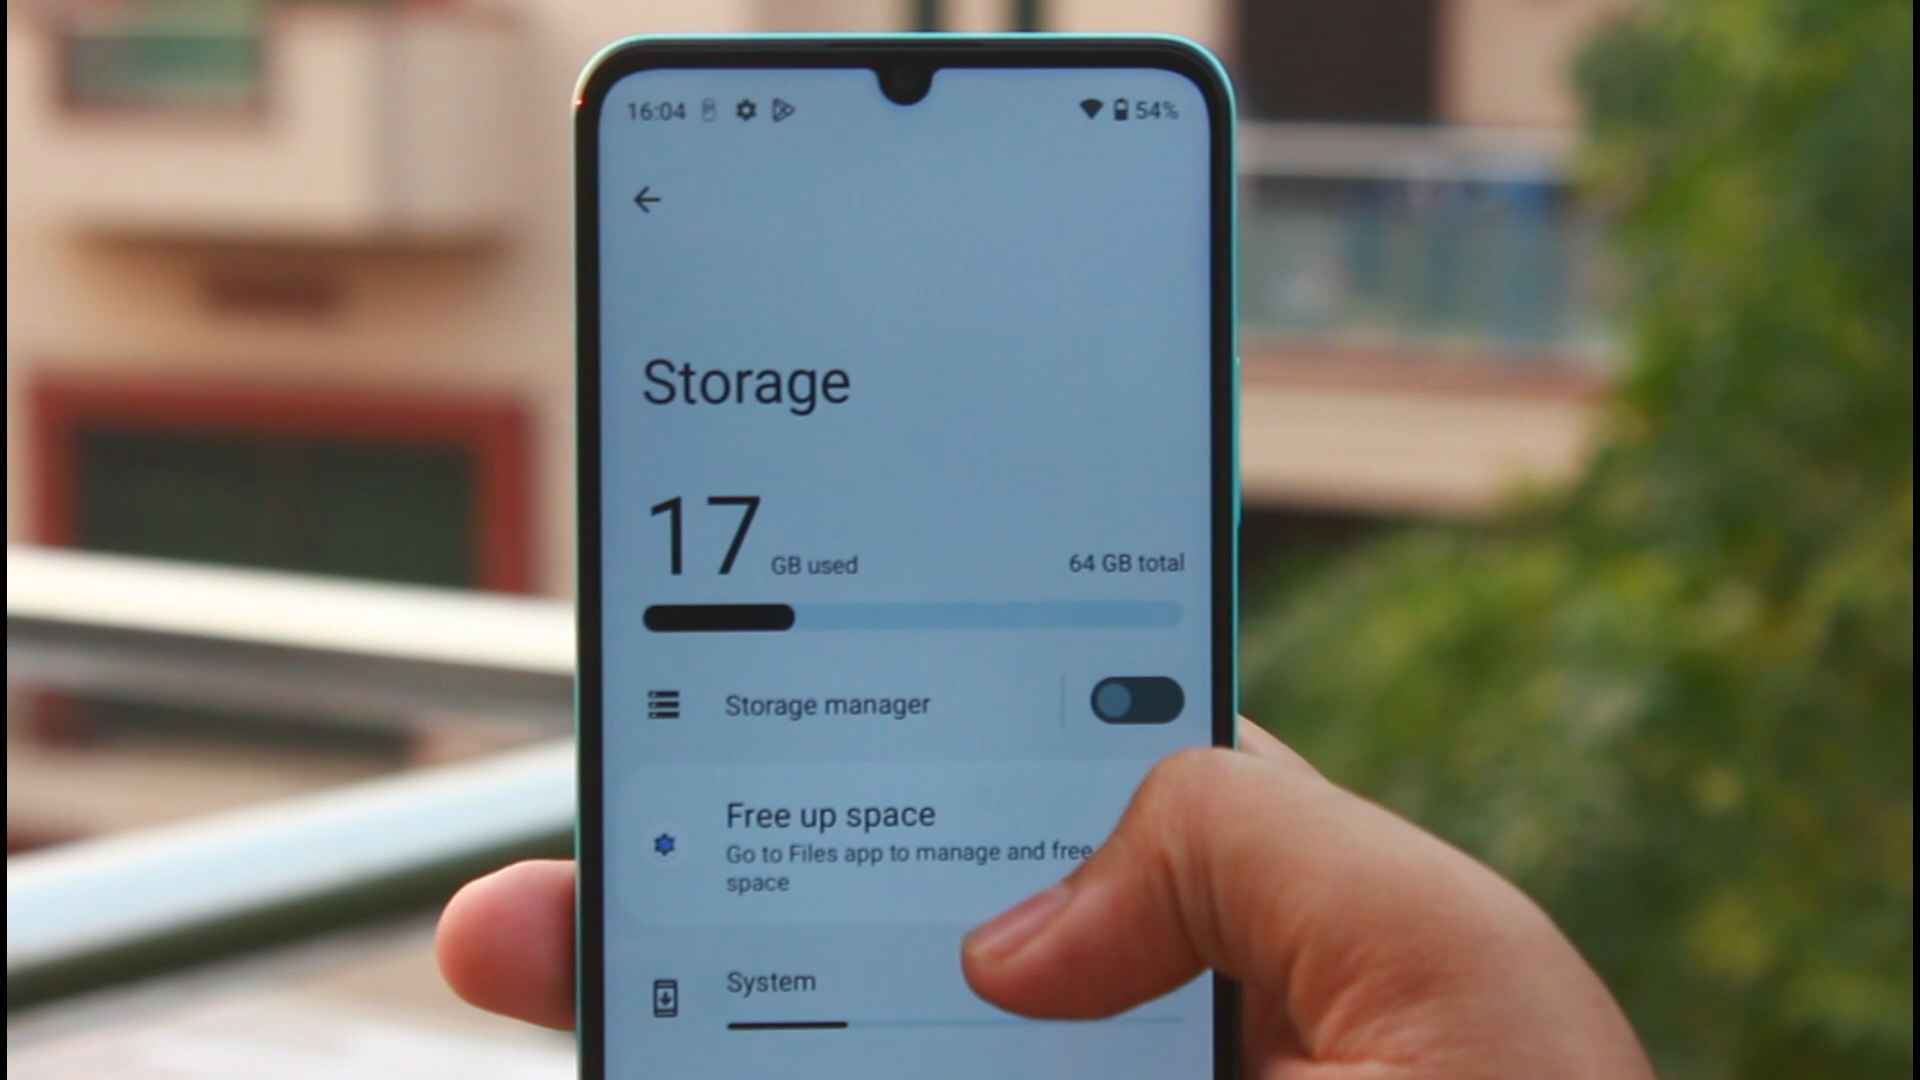 16:04 54%
Storage
17 GB used 64 GB total
Storage manager
Free up space
Go to Files app to manage and free
space
System